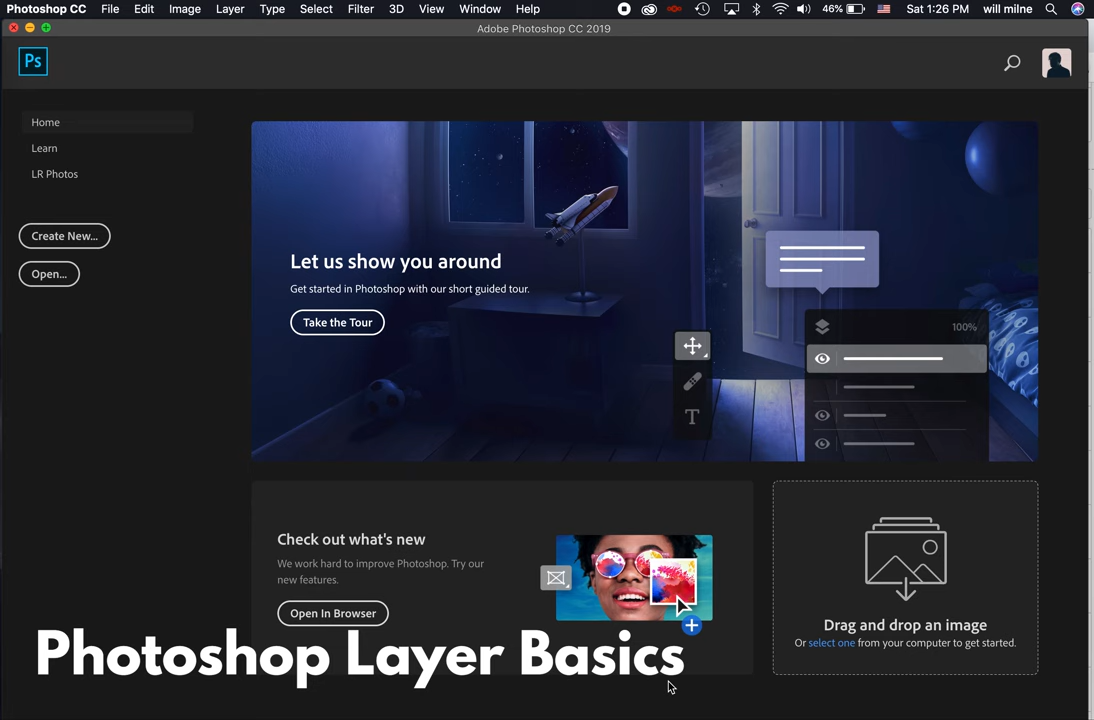 Photoshop CC File Edit Image Layer Type Select Filter 3D View Window Help 46% Sat 1:26 PM will milne
Adobe Photoshop CC 2019
Ps
Home
Learn
LR Photos
Create New...
Open...
Let us show you around
Get started in Photoshop with our short guided tour.
Take the Tour
100%
T
Check out what's new
We work hard to improve Photoshop. Try our
new features.
Open In Browser
Drag and drop an image
Or select one from your computer to get started.
Photoshop Layer Basics